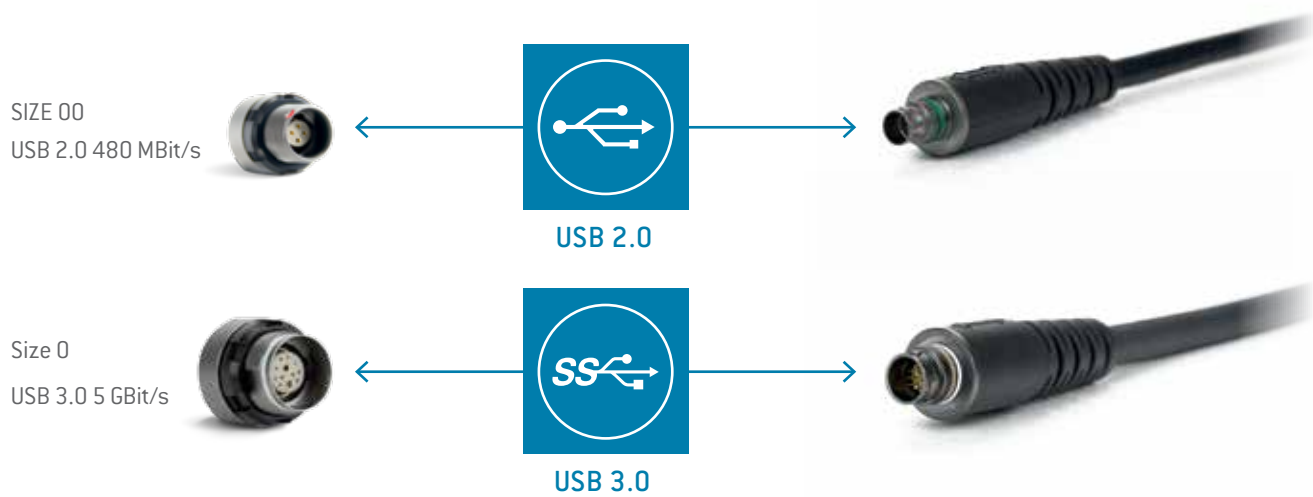 SIZE 00
USB 2.0 480 MBit/s
USB 2.0
Size 0
USB 3.0 5 GBit/s
SS
USB 3.0